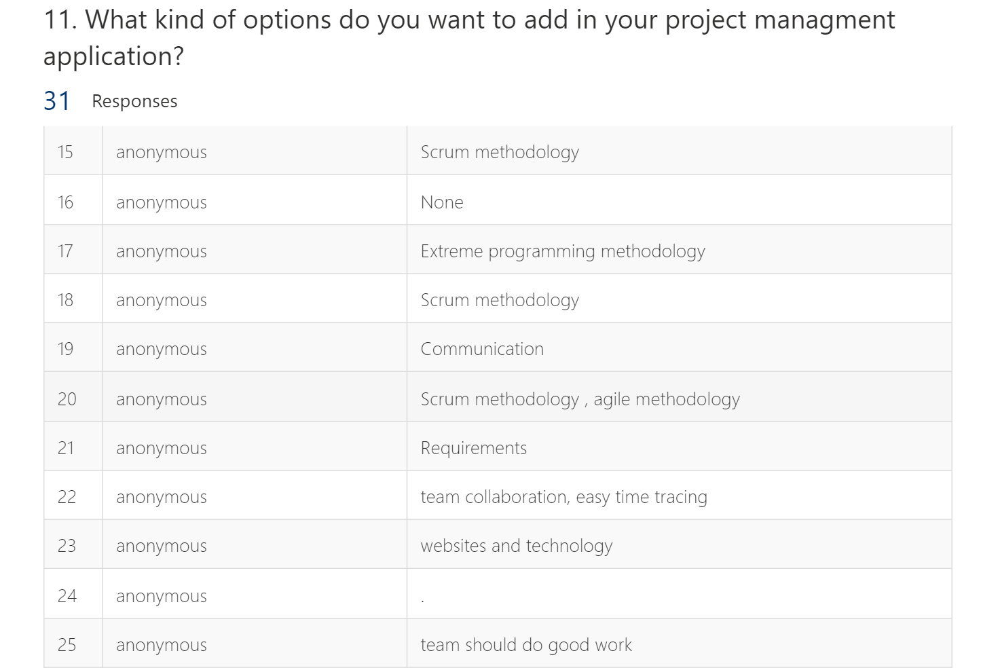 11. What kind of options do you want to add in your project managment
application?
31 Responses
15 anonymous Scrum methodology
16 anonymous None
17 anonymous Extreme programming methodology
18 anonymous Scrum methodology
19 anonymous Communication
20 anonymous Scrum methodology , agile methodology
21 anonymous Requirements
22 anonymous team collaboration, easy time tracing
23 anonymous websites and technology
24 anonymous .
25 anonymous team should do good work